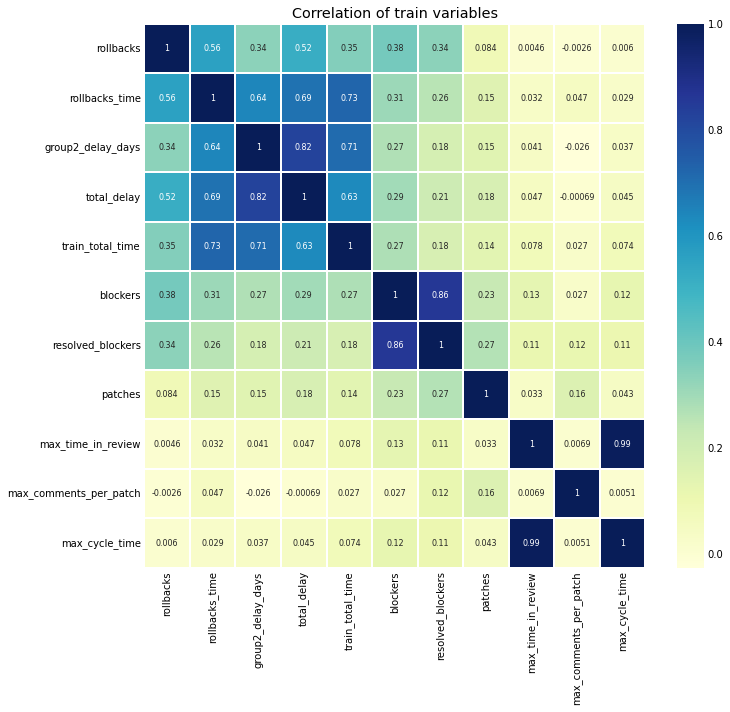 Correlation of train variables
rollbacks 1 0.56 0.34 0.52 0.35 0.38 0.34 0.084 0.0046 -0.0026 0.006
rollbacks_time 0.56 1 0.64 0.69 0.73 0.31 0.26 0.15 0.032 0.047 0.029
group2_delay_days 0.34 0.64 1 0.82 0.71 0.27 0.18 0.15 0.041 -0.026 0.037
total_delay 0.52 0.69 0.82 1 0.63 0.29 0.21 0.18 0.047 -0.00069 0.045
train_total_time 0.35 0.73 0.71 0.63 1 0.27 0.18 0.14 0.078 0.027 0.074
blockers 0.38 0.31 0.27 0.29 0.27 1 0.86 0.23 0.13 0.027 0.12
resolved_blockers 0.34 0.26 0.18 0.21 0.18 0.86 1 0.27 0.11 0.12 0.11
patches 0.084 0.15 0.15 0.18 0.14 0.23 0.27 1 0.033 0.16 0.043
max_time_in_review 0.0046 0.032 0.041 0.047 0.078 0.13 0.11 0.033 1 0.0069 0.99
max_comments_per_patch -0.0026 0.047 -0.026 -0.00069 0.027 0.027 0.12 0.16 0.0069 1 0.0051
max_cycle_time 0.006 0.029 0.037 0.045 0.074 0.12 0.11 0.043 0.99 0.0051 1
rollbacks
rollbacks_time
group2_delay_days
total_delay
train_total_time
blockers
resolved_blockers
patches
max_time_in_review
max_comments_per_patch
max_cycle_time
1.0
0.8
0.6
0.4
0.2
0.0